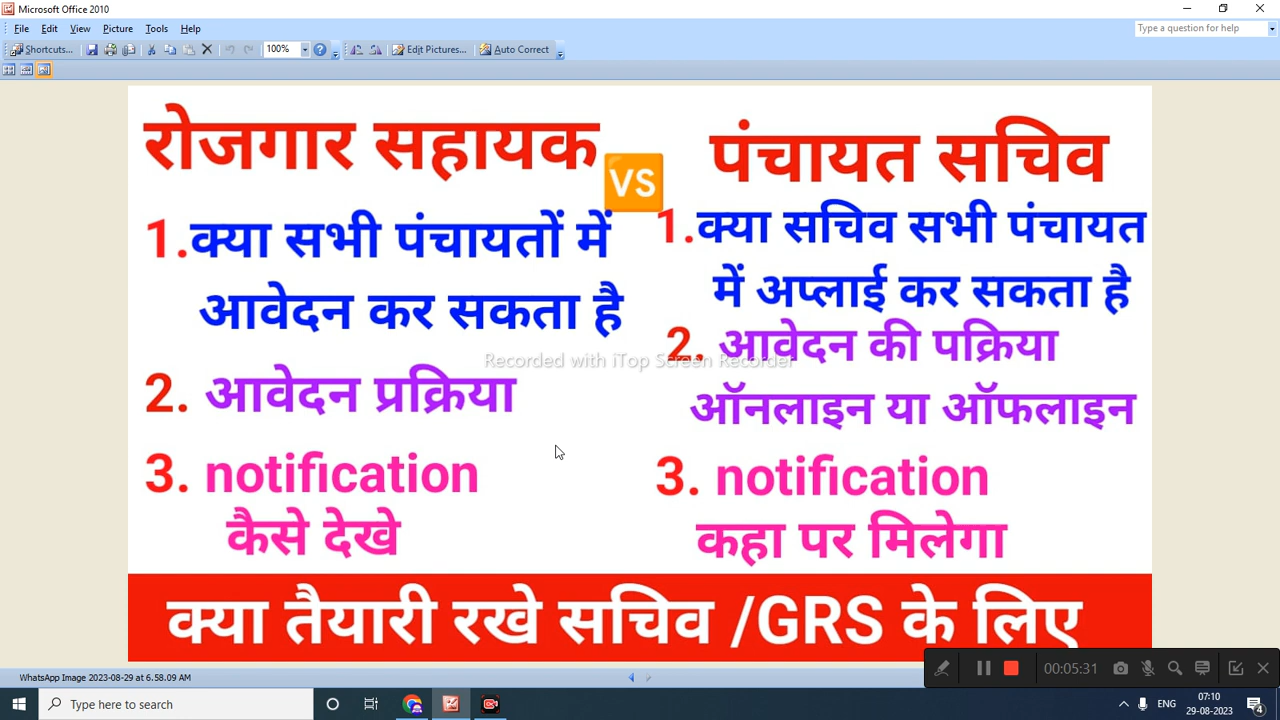 Microsoft Office 2010
File Edit View Picture Tools Help
Type a question for help
Shortcuts... 100% Edit Pictures... Auto Correct
रोजगार सहायक
VS
पंचायत सचिव
1.क्या सभी पंचायतों में
आवेदन कर सकता है
2. आवेदन प्रक्रिया
3. notification
कैसे देखे
1.क्या सचिव सभी पंचायत
में अप्लाई कर सकता है
2. आवेदन की पक्रिया
ऑनलाइन या ऑफलाइन
3. notification
कहा पर मिलेगा
Recorded with iTop Screen Recorder
क्या तैयारी रखे सचिव /GRS के लिए
00:05:31
WhatsApp Image 2023-08-29 at 6.58.09 AM
Type here to search
ENG
07:10
29-08-2023
4